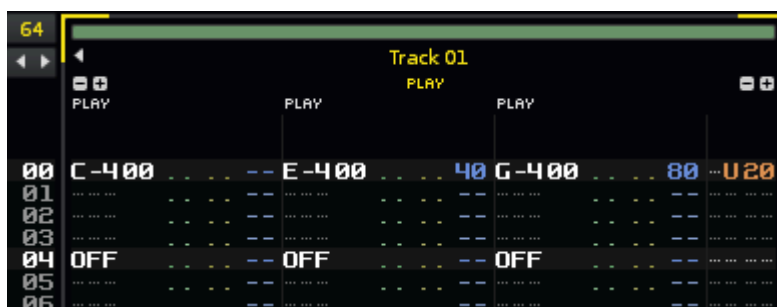 64
Track 01
PLAY
PLAY PLAY PLAY
00 C-400 .. .. -- E-400 .. .. 40 G-400 .. .. 80 -U20
01 .. .. -- .. .. -- .. .. --
02 .. .. -- .. .. -- .. .. --
03 .. .. -- .. .. -- .. .. --
04 OFF .. .. -- OFF .. .. -- OFF .. .. --
05 .. .. -- .. .. -- .. .. --
06